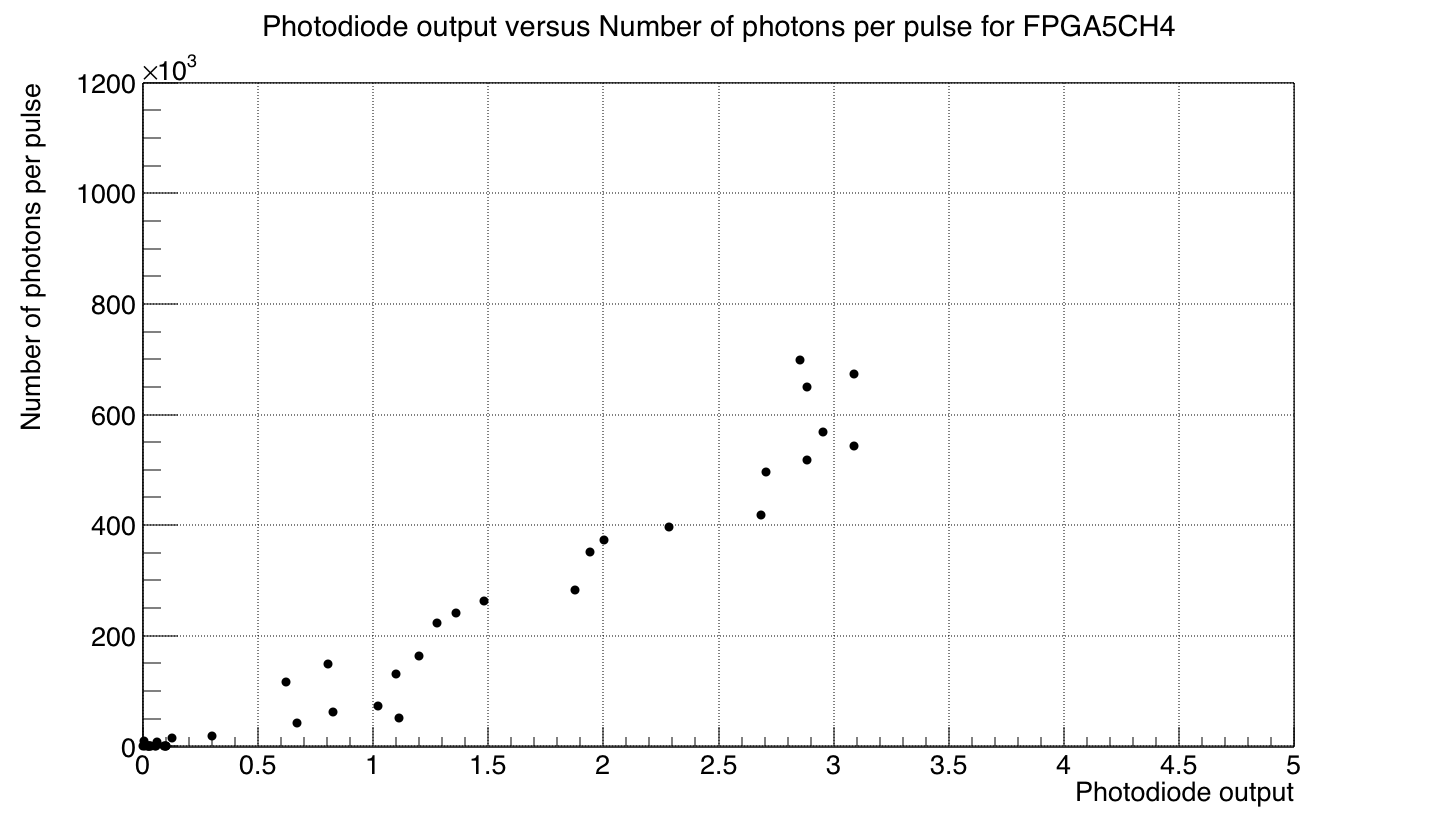 Photodiode output versus Number of photons per pulse for FPGA5CH4
×10³
Number of photons per pulse
1200
1000
800
600
400
200
0
0 0.5 1 1.5 2 2.5 3 3.5 4 4.5 5
Photodiode output